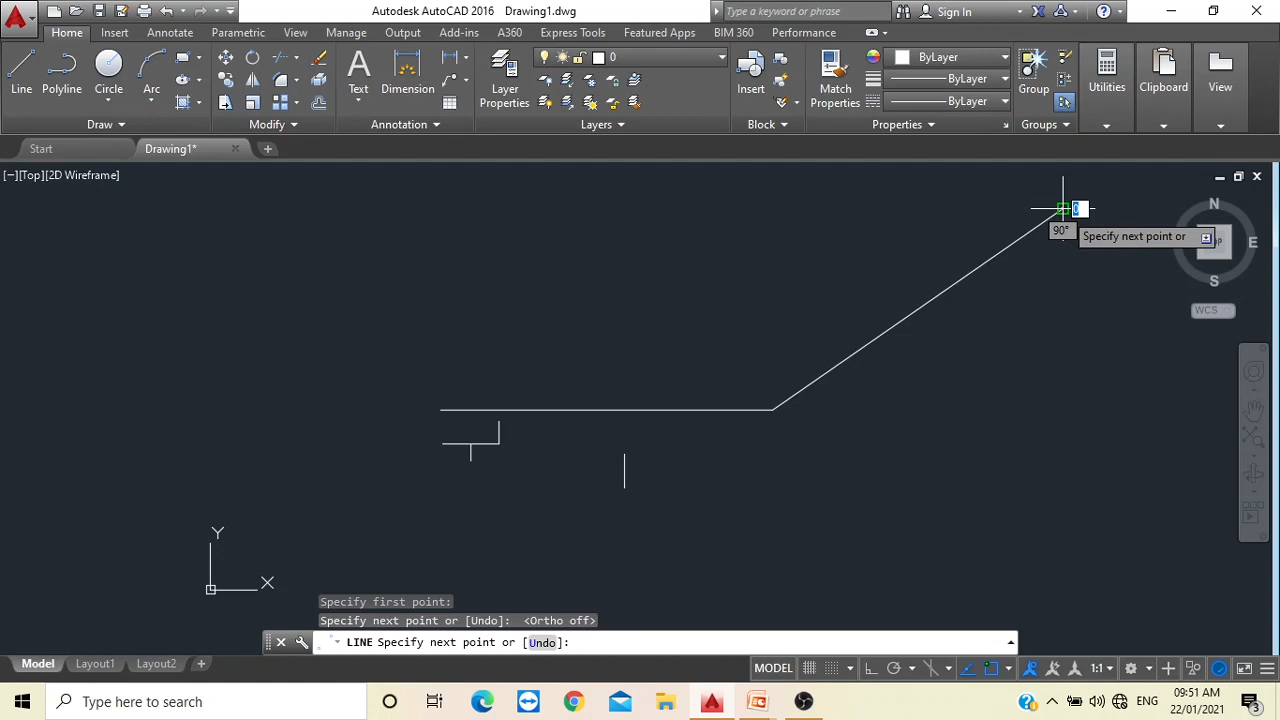 Autodesk AutoCAD 2016 Drawing1.dwg
Type a keyword or phrase
Sign In
Home Insert Annotate Parametric View Manage Output Add-ins A360 Express Tools Featured Apps BIM 360 Performance
Line Polyline Circle Arc
Text Dimension
Layer Properties
0
Insert
Match Properties
ByLayer
ByLayer
ByLayer
Group
Utilities
Clipboard
View
Draw Modify Annotation Layers Block Properties Groups
Start Drawing1*
[−][Top][2D Wireframe]
N
E
S
WCS
0
90° Specify next point or
Y
X
Specify first point:
Specify next point or [Undo]: <Ortho off>
LINE Specify next point or [Undo]:
Model Layout1 Layout2
MODEL 1:1
Type here to search
ENG
09:51 AM
22/01/2021
3